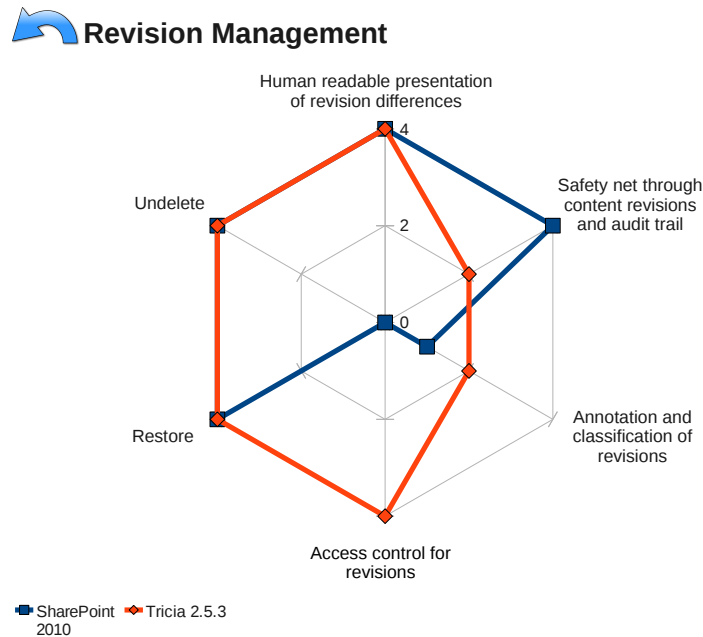 Revision Management
Human readable presentation
of revision differences
4
Safety net through
content revisions
and audit trail
Undelete
2
0
Annotation and
classification of
revisions
Restore
Access control for
revisions
SharePoint
2010
Tricia 2.5.3